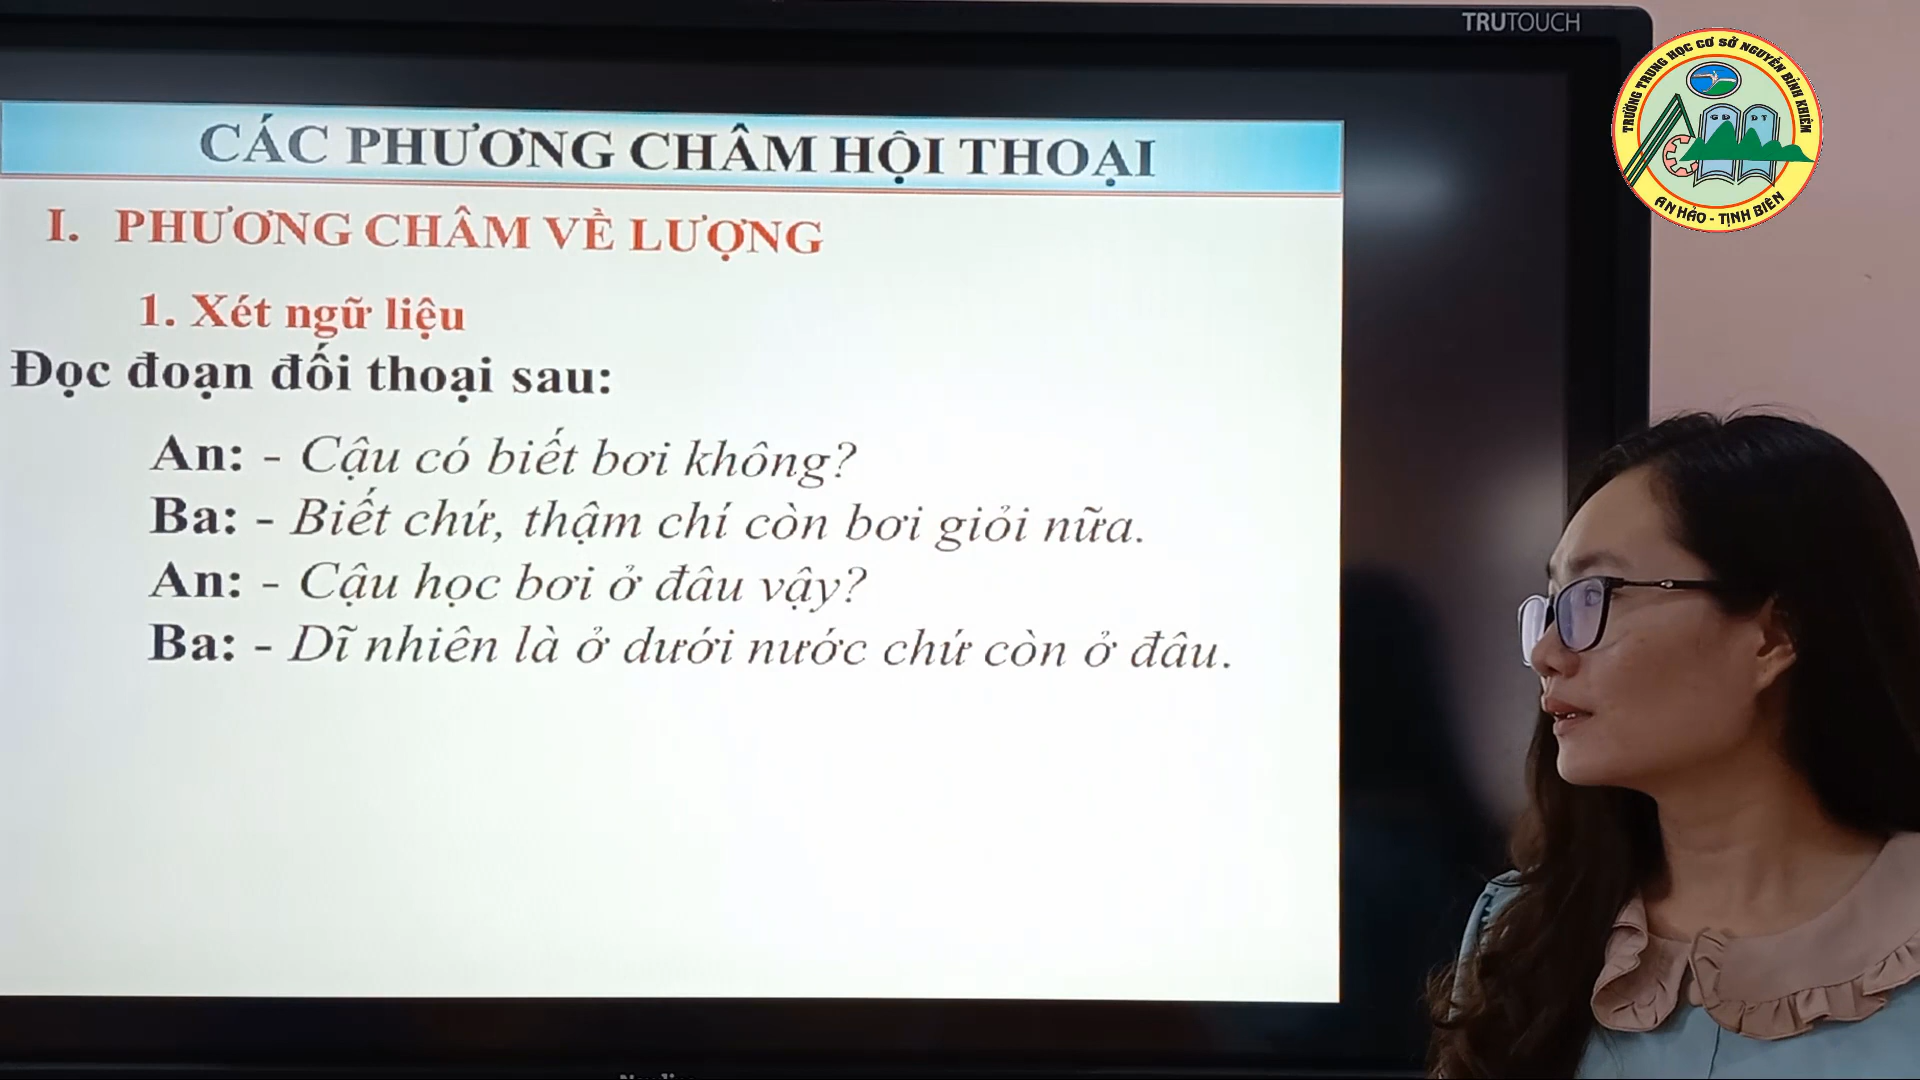 TRUTOUCH
TRƯỜNG TRUNG HỌC CƠ SỞ NGUYỄN BỈNH KHIÊM
GD ĐT
AN HẢO - TỊNH BIÊN
CÁC PHƯƠNG CHÂM HỘI THOẠI
I. PHƯƠNG CHÂM VỀ LƯỢNG
1. Xét ngữ liệu
Đọc đoạn đối thoại sau:
An: - Cậu có biết bơi không?
Ba: - Biết chứ, thậm chí còn bơi giỏi nữa.
An: - Cậu học bơi ở đâu vậy?
Ba: - Dĩ nhiên là ở dưới nước chứ còn ở đâu.